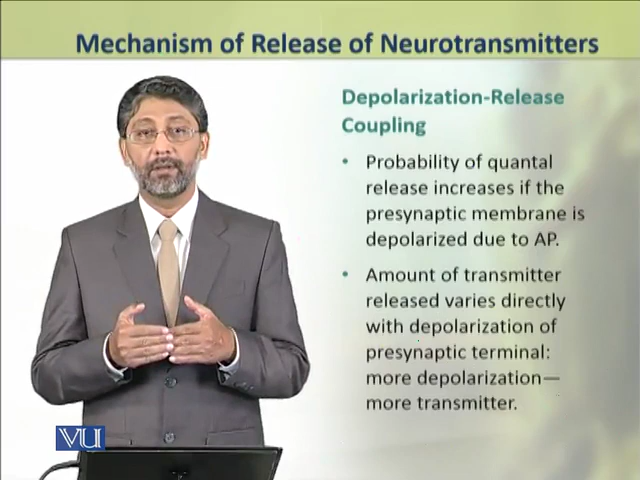 Mechanism of Release of Neurotransmitters
Depolarization-Release
Coupling
• Probability of quantal
release increases if the
presynaptic membrane is
depolarized due to AP.
• Amount of transmitter
released varies directly
with depolarization of
presynaptic terminal:
more depolarization—
more transmitter.
VU